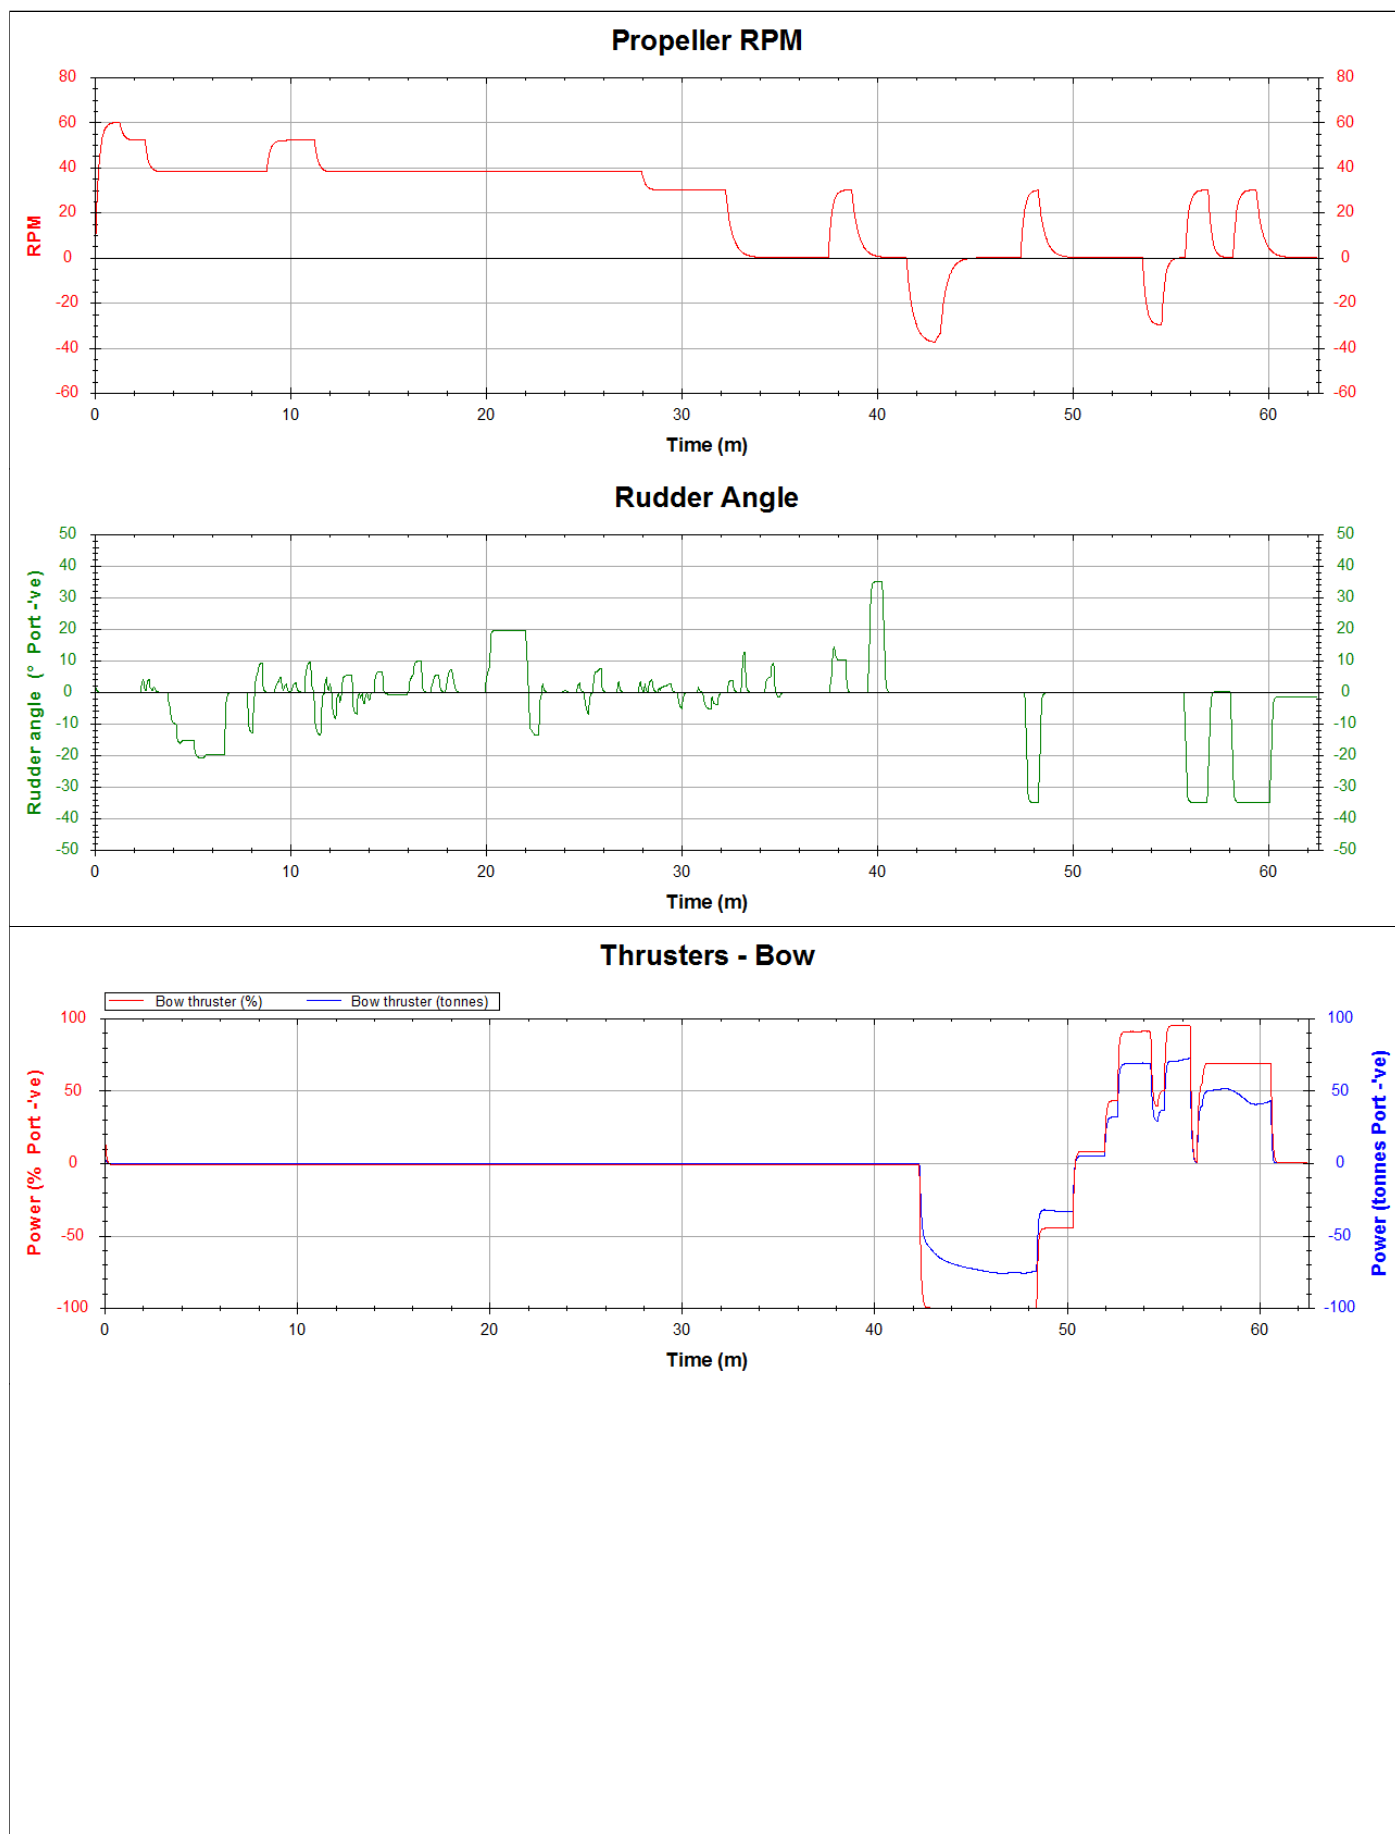 Propeller RPM
80 80
60 60
40 40
20 20
RPM
0 0
-20 -20
-40 -40
-60 -60
0 10 20 30 40 50 60
Time (m)
Rudder Angle
50 50
40 40
30 30
20 20
10 10
Rudder angle (° Port -'ve)
0 0
-10 -10
-20 -20
-30 -30
-40 -40
-50 -50
0 10 20 30 40 50 60
Time (m)
Thrusters - Bow
Bow thruster (%) Bow thruster (tonnes)
100 100
50 50
Power (% Port -'ve) Power (tonnes Port -'ve)
0 0
-50 -50
-100 -100
0 10 20 30 40 50 60
Time (m)